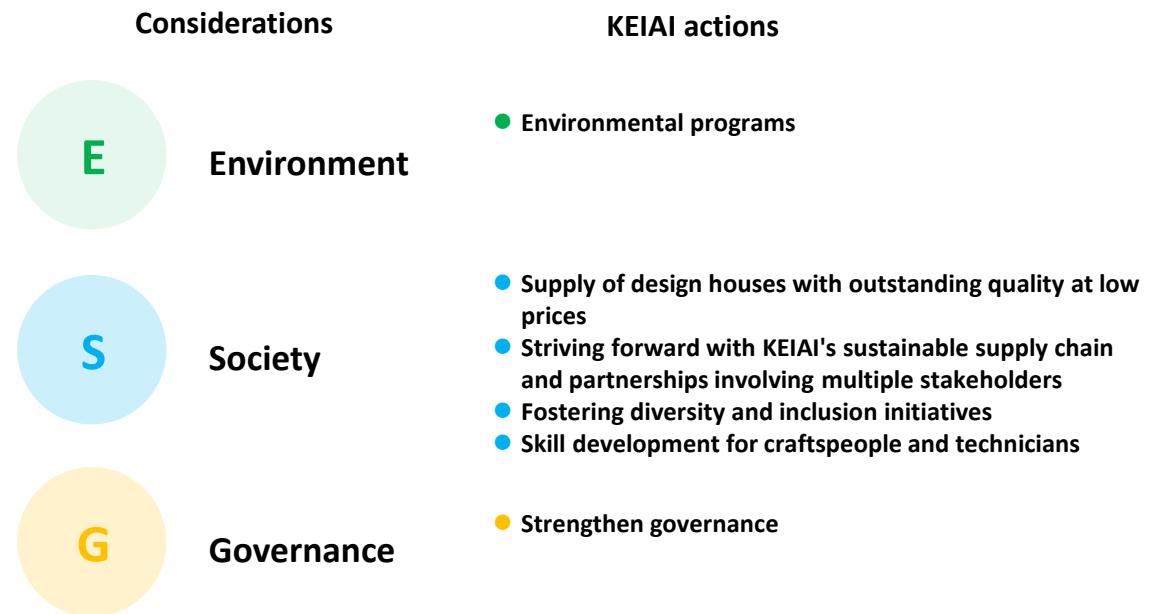 Considerations
KEIAI actions
E
Environment
● Environmental programs
S
Society
● Supply of design houses with outstanding quality at low
prices
● Striving forward with KEIAI's sustainable supply chain
and partnerships involving multiple stakeholders
● Fostering diversity and inclusion initiatives
● Skill development for craftspeople and technicians
G
Governance
● Strengthen governance